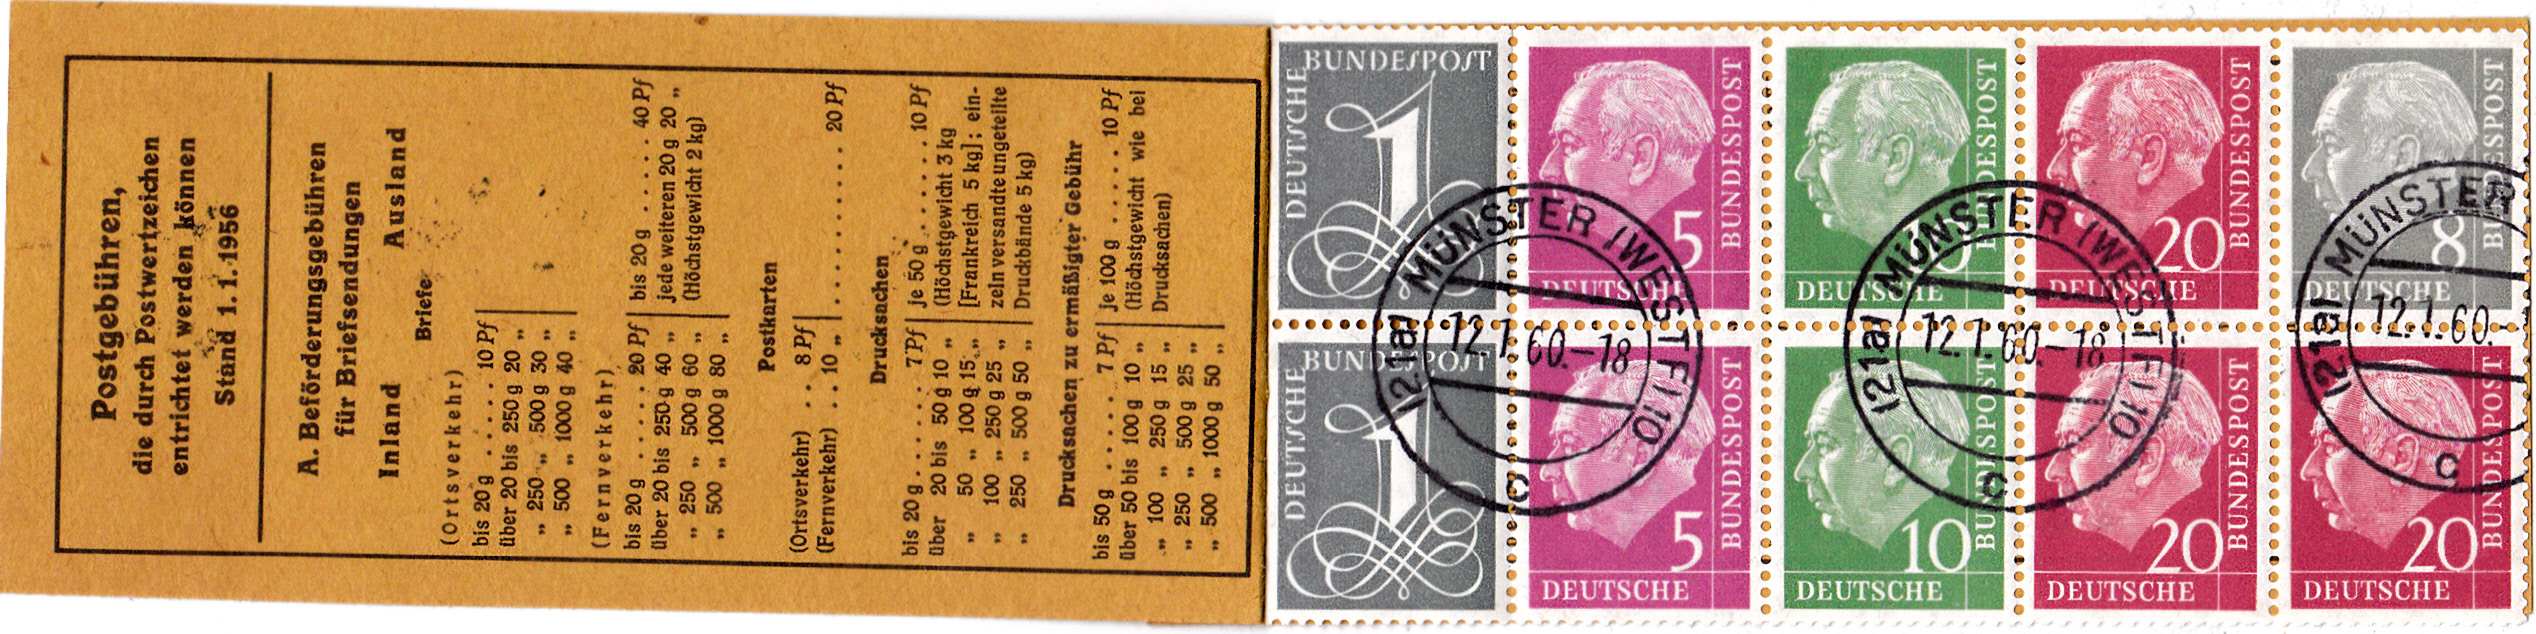 Postgebühren,
die durch Postwertzeichen
entrichtet werden können
Stand 1. 1. 1956
A. Beförderungsgebühren
für Briefsendungen
Inland Ausland
Briefe
(Ortsverkehr)
bis 20 g ..... 10 Pf
über 20 bis 250 g 20 „
„ 250 „ 500 g 30 „
„ 500 „ 1000 g 40 „
(Fernverkehr)
bis 20 g ..... 20 Pf
über 20 bis 250 g 40 „
„ 250 „ 500 g 60 „
„ 500 „ 1000 g 80 „
bis 20 g ...... 40 Pf
jede weiteren 20 g 20 „
(Höchstgewicht 2 kg)
Postkarten
(Ortsverkehr) .. 8 Pf
(Fernverkehr) .. 10 „
............... 20 Pf
Drucksachen
bis 20 g ....... 7 Pf
über 20 bis 50 g 10 „
„ 50 „ 100 g 15 „
„ 100 „ 250 g 25 „
„ 250 „ 500 g 50 „
je 50 g ....... 10 Pf
(Höchstgewicht 3 kg
[Frankreich 5 kg]; ein-
zeln versandte ungeteilte
Druckbände 5 kg)
Drucksachen zu ermäßigter Gebühr
bis 50 g ...... 7 Pf
über 50 bis 100 g 10 „
„ 100 „ 250 g 15 „
„ 250 „ 500 g 25 „
„ 500 „ 1000 g 50 „
je 100 g ..... 10 Pf
(Höchstgewicht wie bei
Drucksachen)
DEUTSCHE BUNDESPOST
1
DEUTSCHE BUNDESPOST
5
DEUTSCHE BUNDESPOST
DEUTSCHE BUNDESPOST
20
DEUTSCHE BUNDESPOST
8
DEUTSCHE BUNDESPOST
1
DEUTSCHE BUNDESPOST
5
DEUTSCHE BUNDESPOST
10
DEUTSCHE BUNDESPOST
20
DEUTSCHE BUNDESPOST
20
(21a) MÜNSTER (WESTF) 10
12.1.60.-18
c
(21a) MÜNSTER (WESTF) 10
12.1.60.-18
c
(21a) MÜNSTER
12.1.60.
c